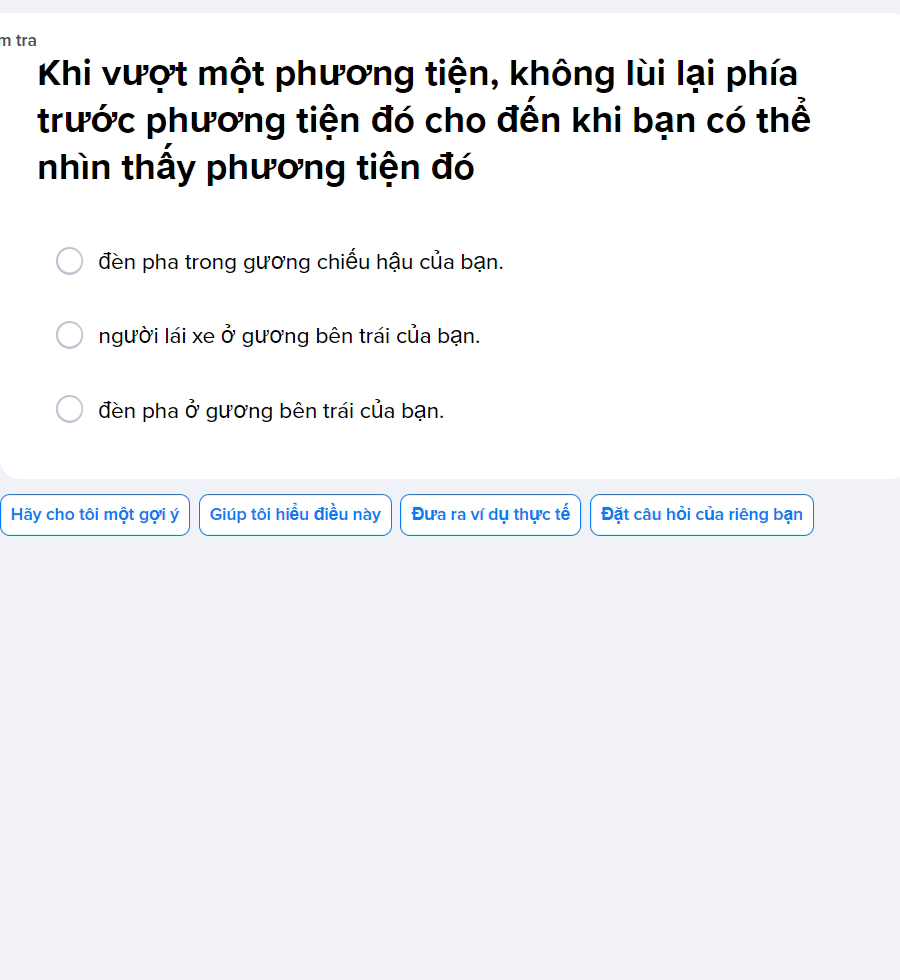 m tra
Khi vượt một phương tiện, không lùi lại phía
trước phương tiện đó cho đến khi bạn có thể
nhìn thấy phương tiện đó
đèn pha trong gương chiếu hậu của bạn.
người lái xe ở gương bên trái của bạn.
đèn pha ở gương bên trái của bạn.
Hãy cho tôi một gợi ý
Giúp tôi hiểu điều này
Đưa ra ví dụ thực tế
Đặt câu hỏi của riêng bạn